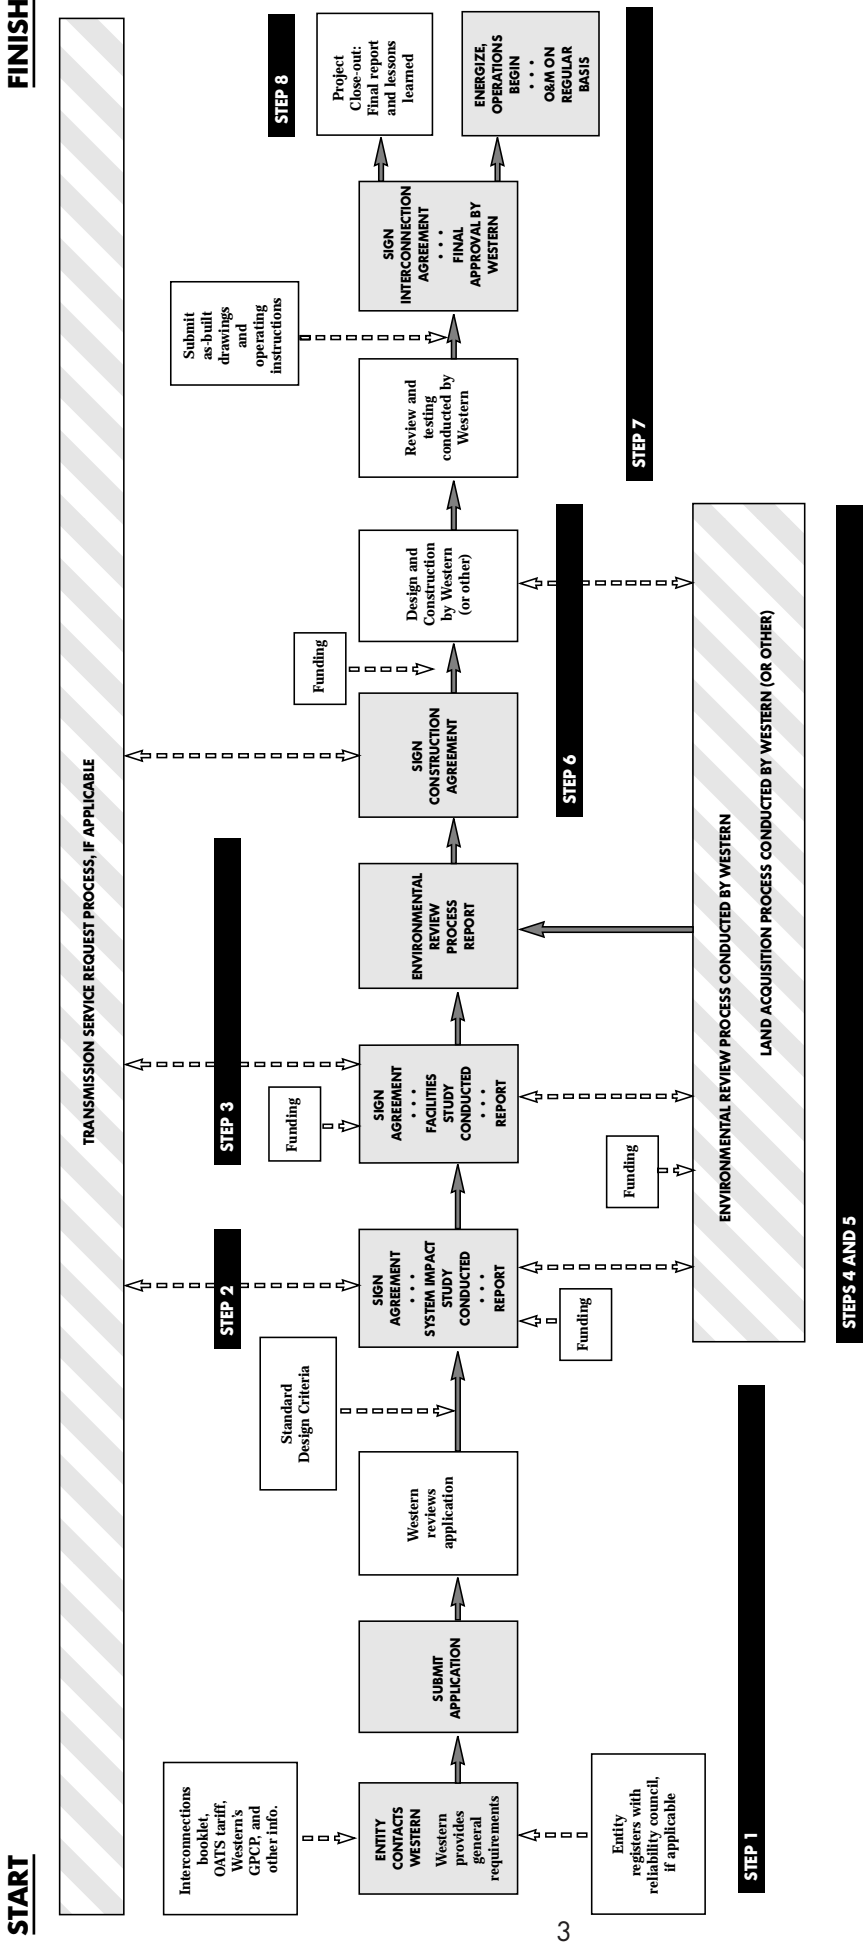 START
FINISH
TRANSMISSION SERVICE REQUEST PROCESS, IF APPLICABLE
Interconnections
booklet,
OATS tariff,
Western's
GPCP, and
other info.
ENTITY
CONTACTS
WESTERN
Western
provides
general
requirements
Entity
registers with
reliability council,
if applicable
STEP 1
SUBMIT
APPLICATION
Western
reviews
application
Standard
Design Criteria
STEP 2
SIGN
AGREEMENT
• • •
SYSTEM IMPACT
STUDY
CONDUCTED
• • •
REPORT
Funding
STEP 3
Funding
SIGN
AGREEMENT
• • •
FACILITIES
STUDY
CONDUCTED
• • •
REPORT
Funding
ENVIRONMENTAL REVIEW PROCESS CONDUCTED BY WESTERN
LAND ACQUISITION PROCESS CONDUCTED BY WESTERN (OR OTHER)
STEPS 4 AND 5
ENVIRONMENTAL
REVIEW
PROCESS
REPORT
SIGN
CONSTRUCTION
AGREEMENT
Funding
STEP 6
Design and
Construction
by Western
(or other)
Review and
testing
conducted by
Western
Submit
as-built
drawings
and
operating
instructions
STEP 7
SIGN
INTERCONNECTION
AGREEMENT
• • •
FINAL
APPROVAL BY
WESTERN
STEP 8
Project
Close-out:
Final report
and lessons
learned
ENERGIZE,
OPERATIONS
BEGIN
• • •
O&M ON
REGULAR
BASIS
3